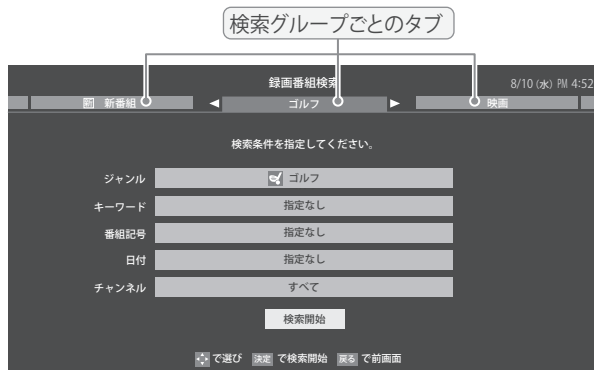 検索グループごとのタブ
録画番組検索
8/10 (水) PM 4:52
新 新番組 ◀ ゴルフ ▶ 映画
検索条件を指定してください。
ジャンル ゴルフ
キーワード 指定なし
番組記号 指定なし
日付 指定なし
チャンネル すべて
検索開始
で選び 決定 で検索開始 戻る で前画面